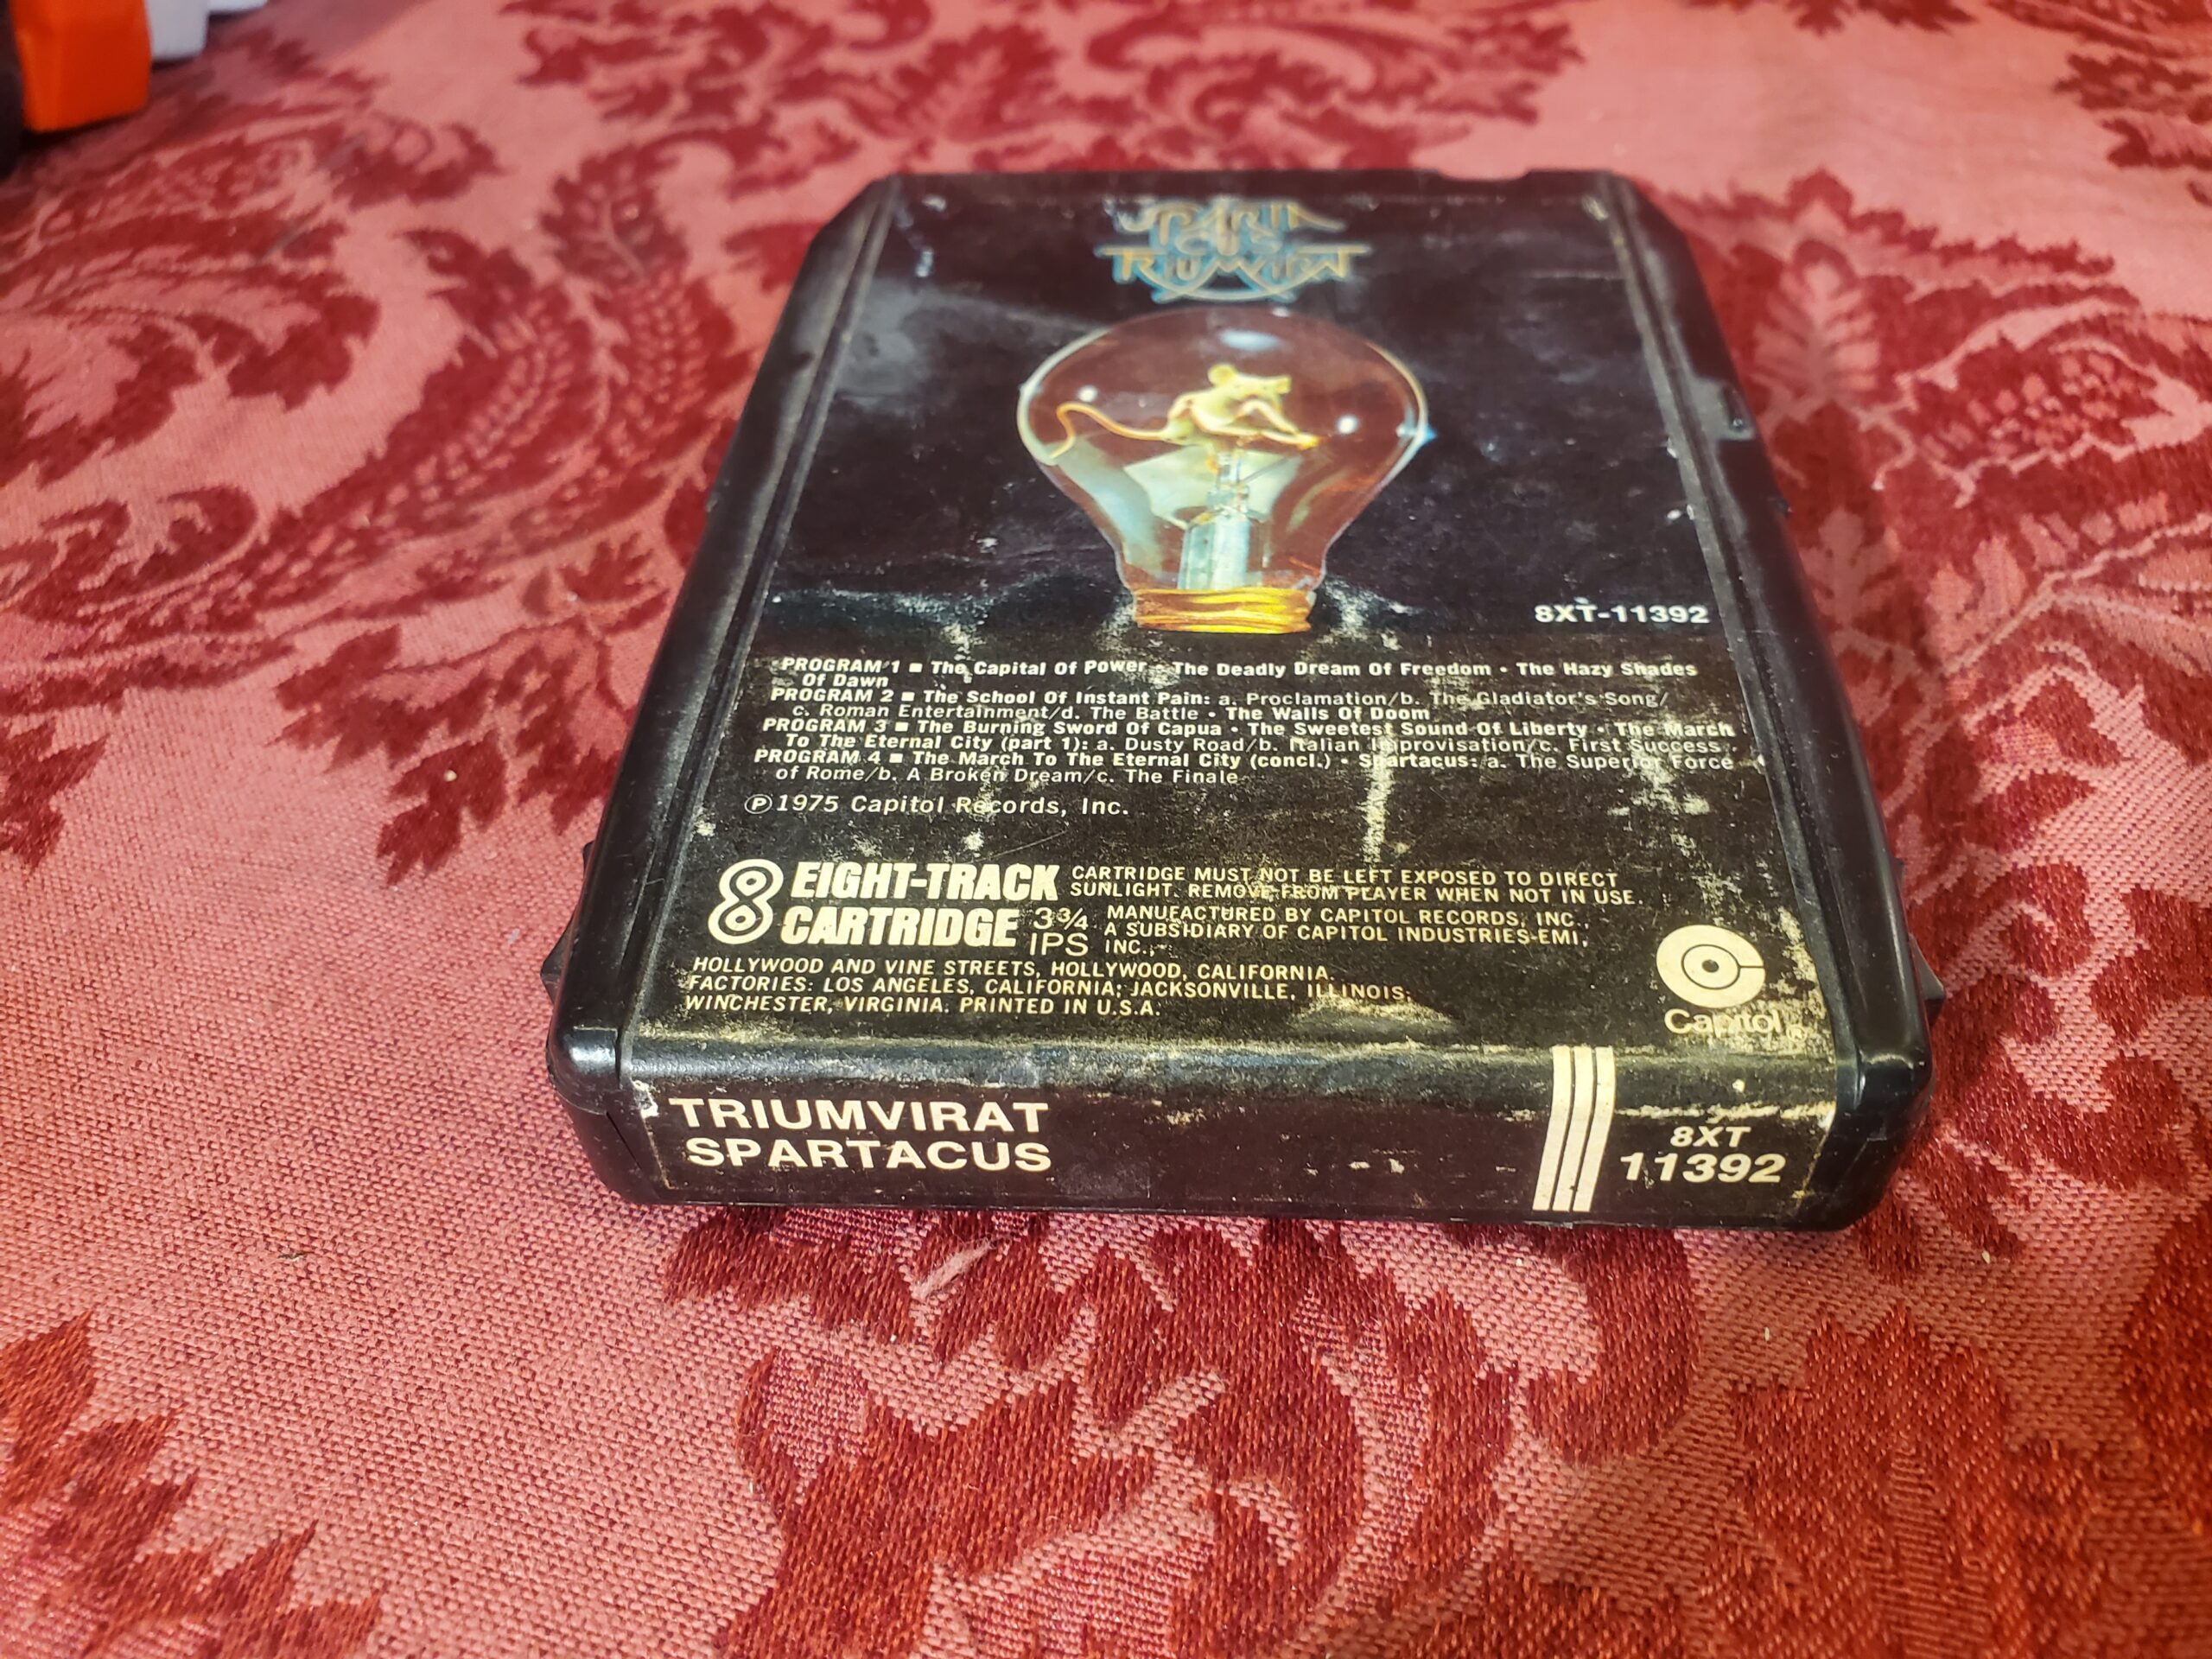 SPARTA
CUS
TRIUMVIRAT
8XT-11392
PROGRAM 1 ■ The Capital Of Power • The Deadly Dream Of Freedom • The Hazy Shades
Of Dawn
PROGRAM 2 ■ The School Of Instant Pain: a. Proclamation/b. The Gladiator's Song/
c. Roman Entertainment/d. The Battle • The Walls Of Doom
PROGRAM 3 ■ The Burning Sword Of Capua • The Sweetest Sound Of Liberty • The March
To The Eternal City (part 1): a. Dusty Road/b. Italian Improvisation/c. First Success
PROGRAM 4 ■ The March To The Eternal City (concl.) • Spartacus: a. The Superior Force
of Rome/b. A Broken Dream/c. The Finale
℗ 1975 Capitol Records, Inc.
8 EIGHT-TRACK CARTRIDGE 3¾ IPS
CARTRIDGE MUST NOT BE LEFT EXPOSED TO DIRECT
SUNLIGHT. REMOVE FROM PLAYER WHEN NOT IN USE.
MANUFACTURED BY CAPITOL RECORDS, INC.,
A SUBSIDIARY OF CAPITOL INDUSTRIES-EMI,
INC.,
HOLLYWOOD AND VINE STREETS, HOLLYWOOD, CALIFORNIA.
FACTORIES: LOS ANGELES, CALIFORNIA; JACKSONVILLE, ILLINOIS;
WINCHESTER, VIRGINIA. PRINTED IN U.S.A.
Capitol®
TRIUMVIRAT
SPARTACUS
8XT
11392